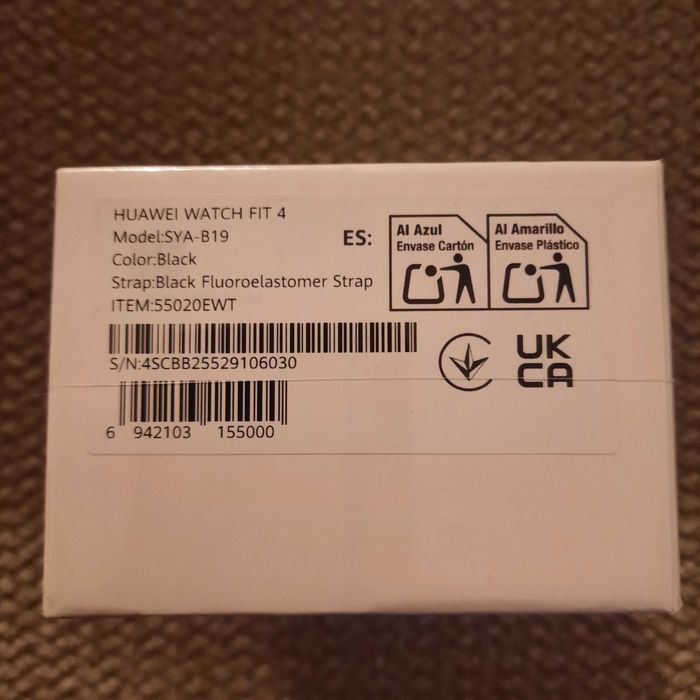 HUAWEI WATCH FIT 4
Model:SYA-B19
Color:Black
Strap:Black Fluoroelastomer Strap
ITEM:55020EWT
S/N:4SCBB25529106030
6 942103 155000
ES:
Al Azul
Envase Cartón
Al Amarillo
Envase Plástico
UK
CA